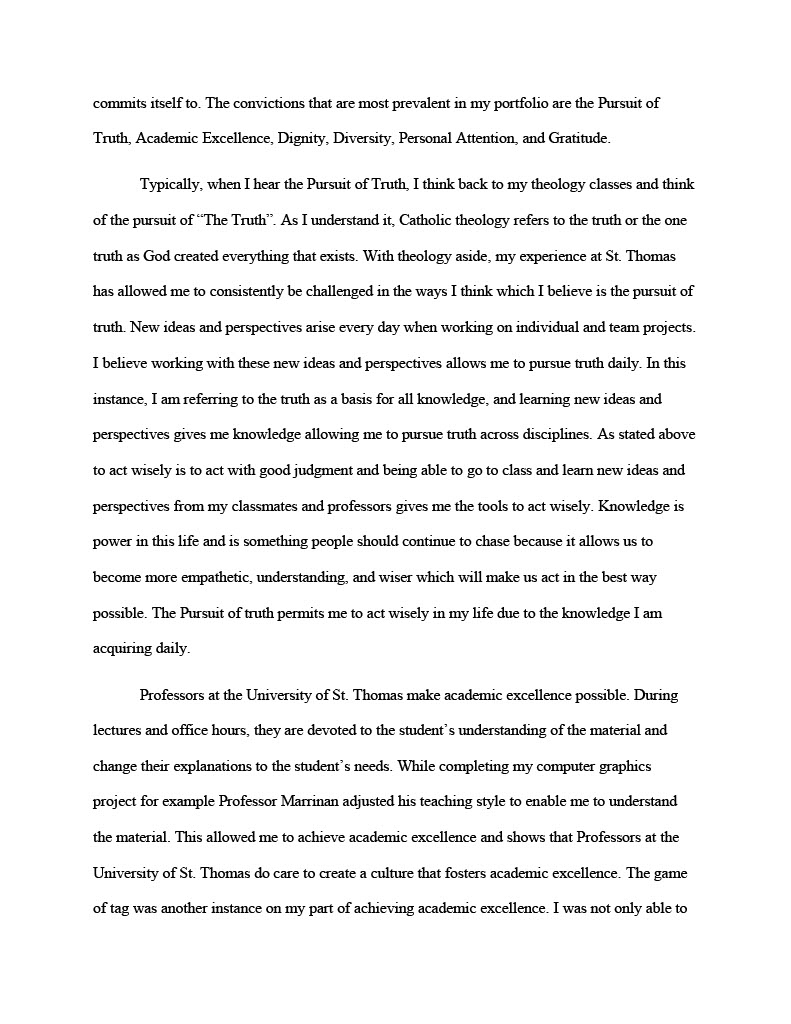 commits itself to. The convictions that are most prevalent in my portfolio are the Pursuit of
Truth, Academic Excellence, Dignity, Diversity, Personal Attention, and Gratitude.
Typically, when I hear the Pursuit of Truth, I think back to my theology classes and think
of the pursuit of “The Truth”. As I understand it, Catholic theology refers to the truth or the one
truth as God created everything that exists. With theology aside, my experience at St. Thomas
has allowed me to consistently be challenged in the ways I think which I believe is the pursuit of
truth. New ideas and perspectives arise every day when working on individual and team projects.
I believe working with these new ideas and perspectives allows me to pursue truth daily. In this
instance, I am referring to the truth as a basis for all knowledge, and learning new ideas and
perspectives gives me knowledge allowing me to pursue truth across disciplines. As stated above
to act wisely is to act with good judgment and being able to go to class and learn new ideas and
perspectives from my classmates and professors gives me the tools to act wisely. Knowledge is
power in this life and is something people should continue to chase because it allows us to
become more empathetic, understanding, and wiser which will make us act in the best way
possible. The Pursuit of truth permits me to act wisely in my life due to the knowledge I am
acquiring daily.
Professors at the University of St. Thomas make academic excellence possible. During
lectures and office hours, they are devoted to the student’s understanding of the material and
change their explanations to the student’s needs. While completing my computer graphics
project for example Professor Marrinan adjusted his teaching style to enable me to understand
the material. This allowed me to achieve academic excellence and shows that Professors at the
University of St. Thomas do care to create a culture that fosters academic excellence. The game
of tag was another instance on my part of achieving academic excellence. I was not only able to